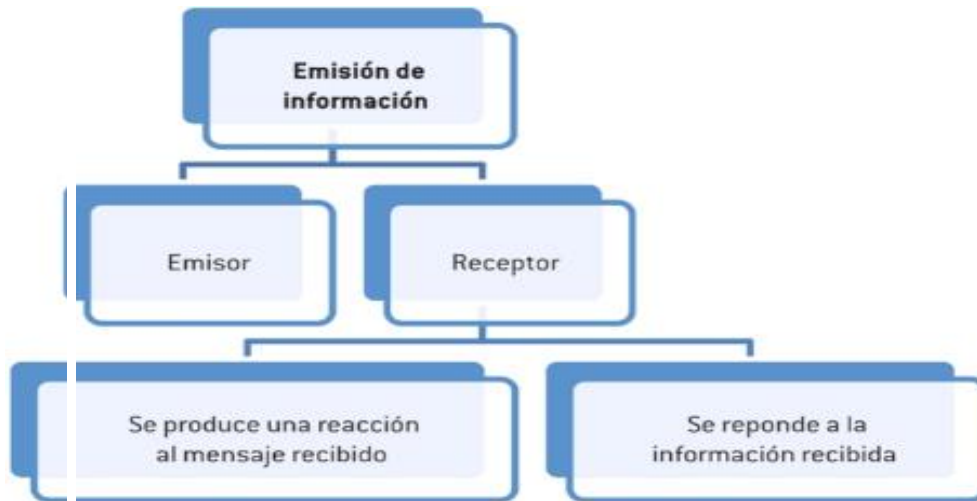 Emisión de
información
Emisor
Receptor
Se produce una reacción
al mensaje recibido
Se reponde a la
información recibida